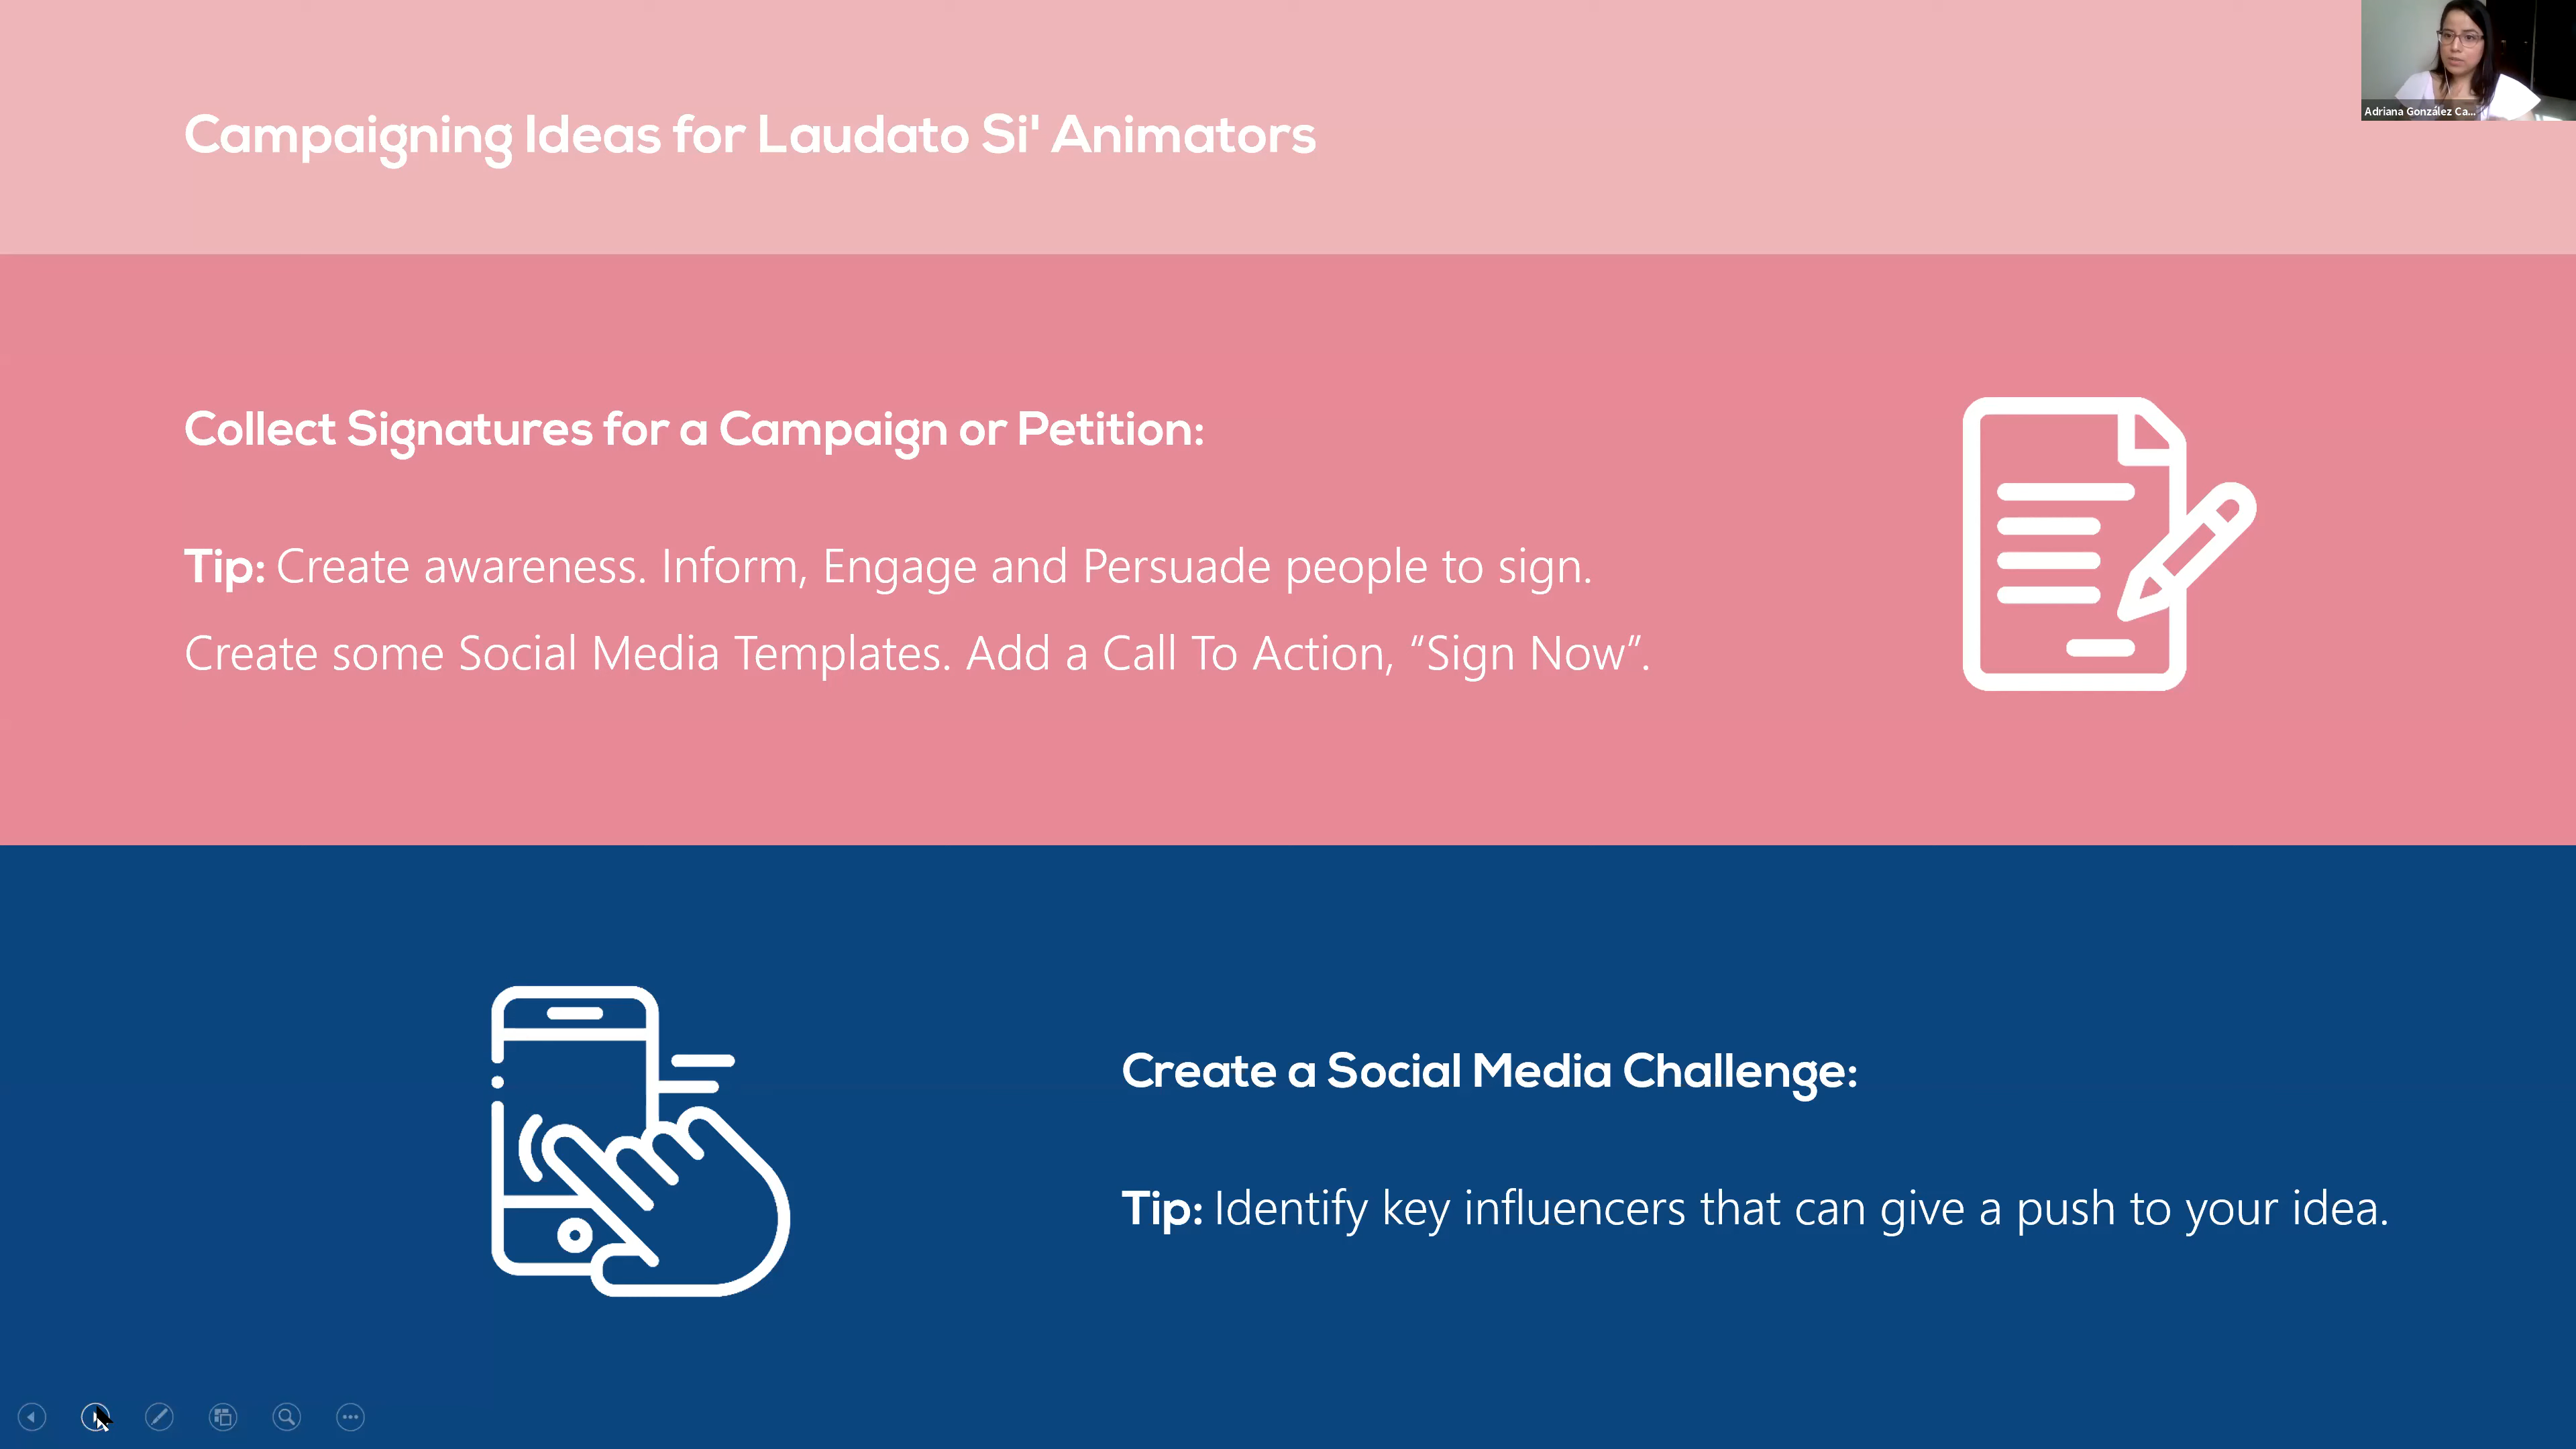 Campaigning Ideas for Laudato Si' Animators
Adriana González Ca...
Collect Signatures for a Campaign or Petition:
Tip: Create awareness. Inform, Engage and Persuade people to sign.
Create some Social Media Templates. Add a Call To Action, “Sign Now”.
Create a Social Media Challenge:
Tip: Identify key influencers that can give a push to your idea.